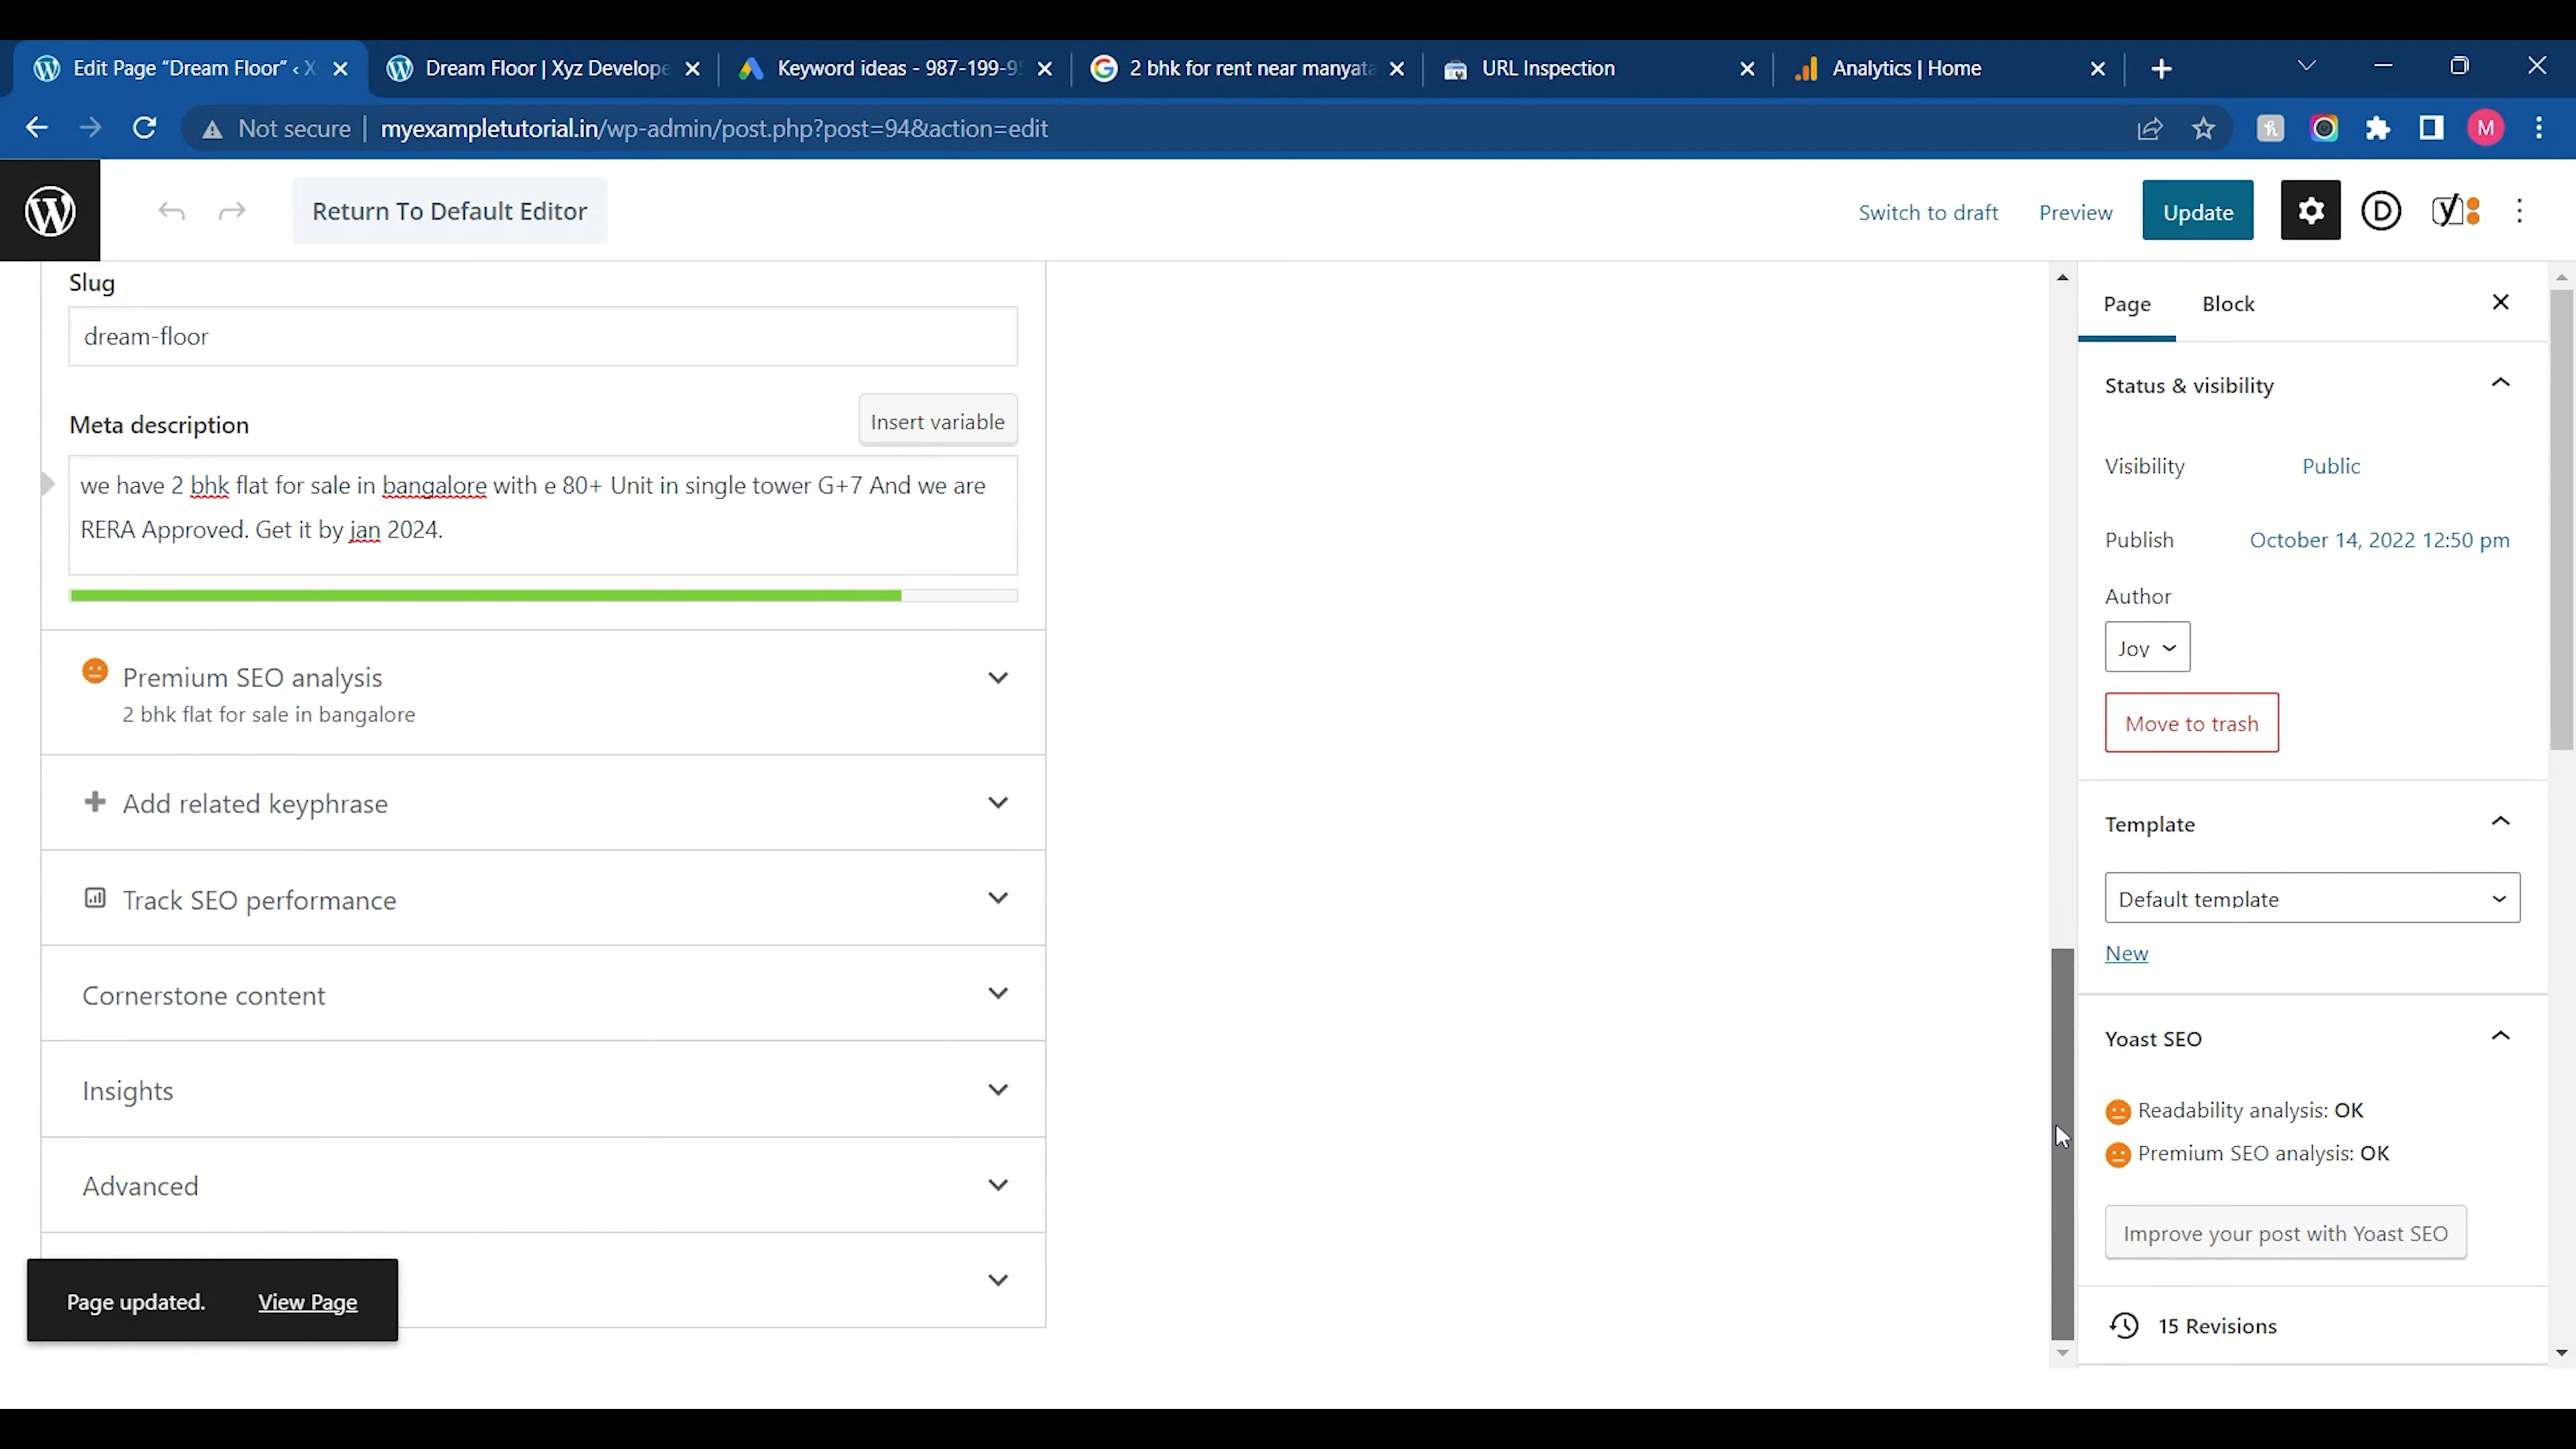 Edit Page “Dream Floor” ‹ X
Dream Floor | Xyz Develope
Keyword ideas - 987-199-95
2 bhk for rent near manyata
URL Inspection
Analytics | Home
Not secure
myexampletutorial.in/wp-admin/post.php?post=94&action=edit
M
Return To Default Editor
Switch to draft
Preview
Update
Slug
dream-floor
Meta description
Insert variable
we have 2 bhk flat for sale in bangalore with e 80+ Unit in single tower G+7 And we are
RERA Approved. Get it by jan 2024.
Premium SEO analysis
2 bhk flat for sale in bangalore
Add related keyphrase
Track SEO performance
Cornerstone content
Insights
Advanced
Page updated.
View Page
Page
Block
Status & visibility
Visibility
Public
Publish
October 14, 2022 12:50 pm
Author
Joy
Move to trash
Template
Default template
New
Yoast SEO
Readability analysis: OK
Premium SEO analysis: OK
Improve your post with Yoast SEO
15 Revisions